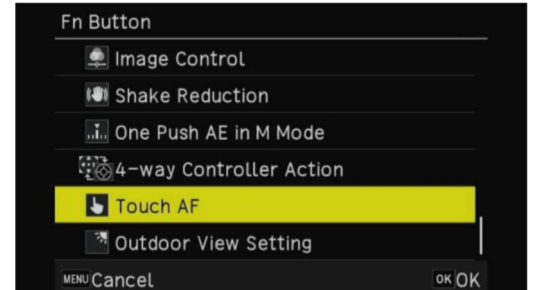 Fn Button
Image Control
Shake Reduction
One Push AE in M Mode
4-way Controller Action
Touch AF
Outdoor View Setting
MENU Cancel
OK OK